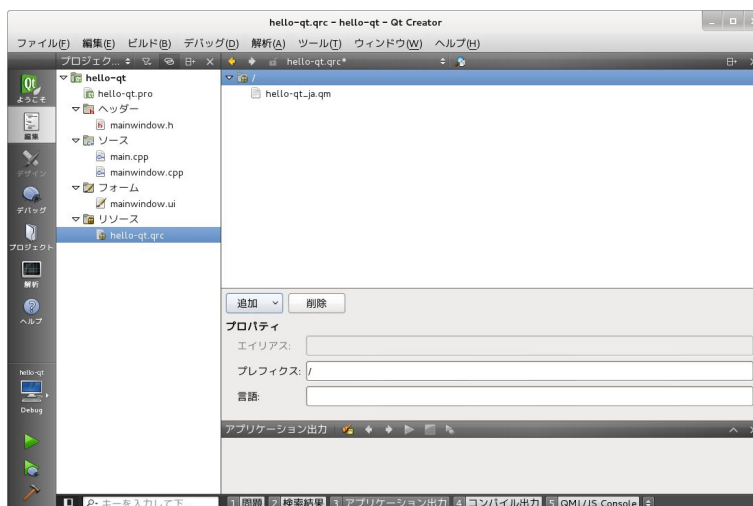 hello-qt.qrc - hello-qt - Qt Creator
ファイル(F) 編集(E) ビルド(B) デバッグ(D) 解析(A) ツール(T) ウィンドウ(W) ヘルプ(H)
プロジェク... hello-qt.qrc*
ようこそ
編集
デザイン
デバッグ
プロジェクト
解析
ヘルプ
hello-qt
Debug
hello-qt
hello-qt.pro
ヘッダー
mainwindow.h
ソース
main.cpp
mainwindow.cpp
フォーム
mainwindow.ui
リソース
hello-qt.qrc
/
hello-qt_ja.qm
追加 削除
プロパティ
エイリアス:
プレフィクス: /
言語:
アプリケーション出力
キーを入力して下... 1 問題 2 検索結果 3 アプリケーション出力 4 コンパイル出力 5 QML/JS Console